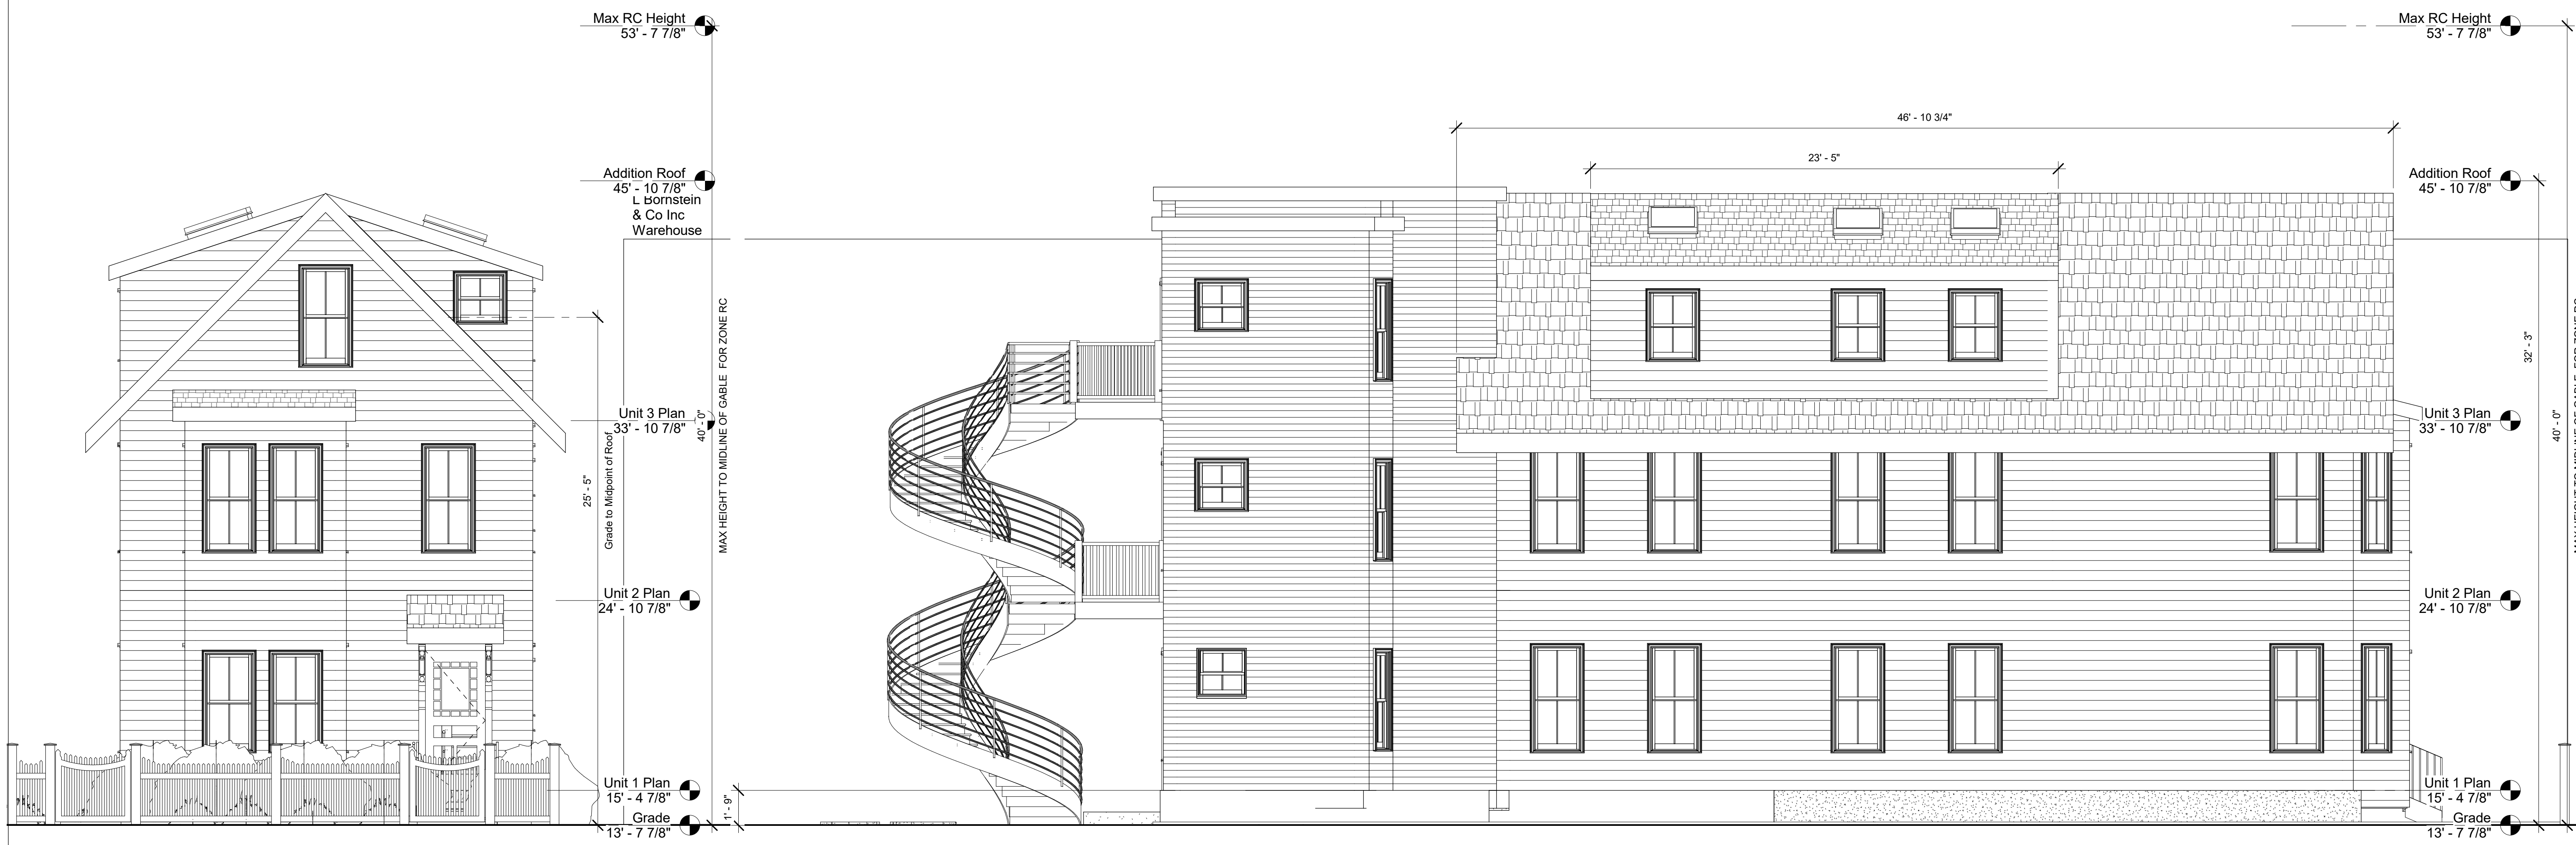 Max RC Height
53' - 7 7/8"
Addition Roof
45' - 10 7/8"
L Bornstein
& Co Inc
Warehouse
MAX HEIGHT TO MIDLINE OF GABLE FOR ZONE RC
40' - 0"
Unit 3 Plan
33' - 10 7/8"
25' - 5"
Grade to Midpoint of Roof
Unit 2 Plan
24' - 10 7/8"
Unit 1 Plan
15' - 4 7/8"
1' - 9"
Grade
13' - 7 7/8"
46' - 10 3/4"
23' - 5"
Max RC Height
53' - 7 7/8"
Addition Roof
45' - 10 7/8"
32' - 3"
40' - 0"
Unit 3 Plan
33' - 10 7/8"
Unit 2 Plan
24' - 10 7/8"
Unit 1 Plan
15' - 4 7/8"
Grade
13' - 7 7/8"